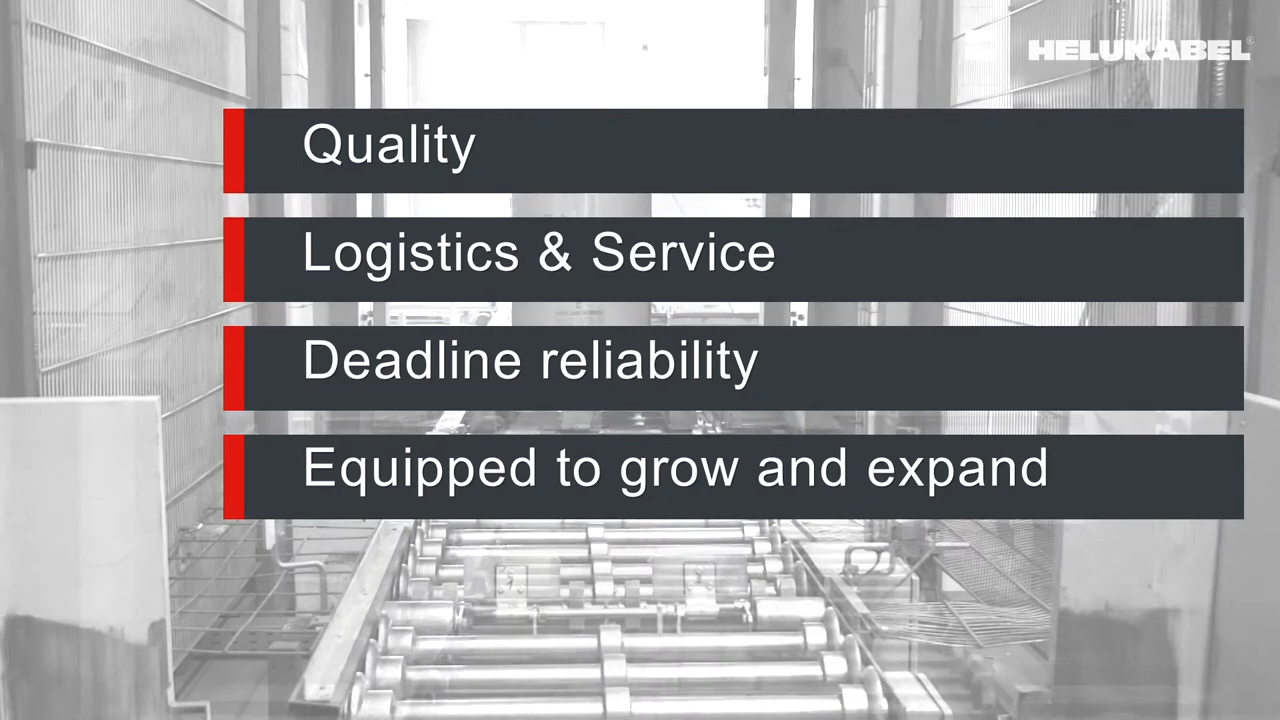 HELUKABEL®
Quality
Logistics & Service
Deadline reliability
Equipped to grow and expand